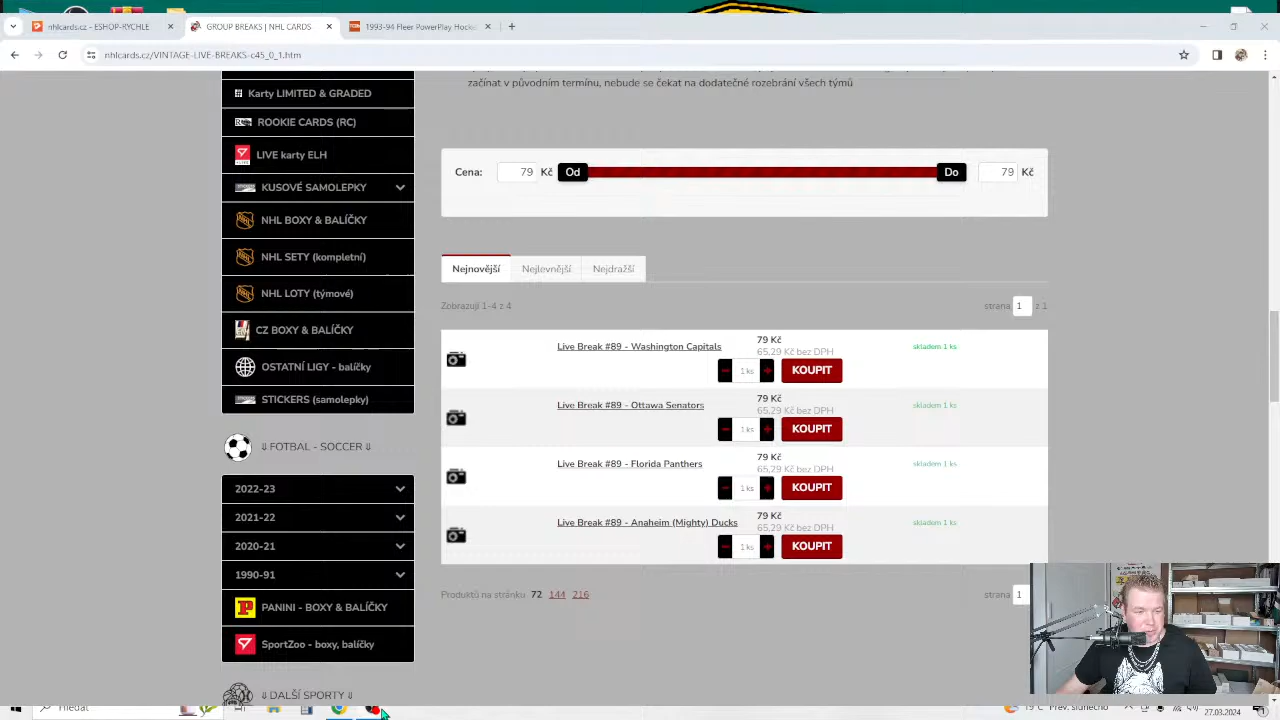 nhlcards.cz - ESHOP-RYCHLE
GROUP BREAKS | NHL CARDS
1993-94 Fleer PowerPlay Hocke
nhlcards.cz/VINTAGE-LIVE-BREAKS-c45_0_1.htm
začínat v původním termínu, nebude se čekat na dodatečné rozebrání všech týmů
Karty LIMITED & GRADED
ROOKIE CARDS (RC)
LIVE karty ELH
KUSOVÉ SAMOLEPKY
NHL BOXY & BALÍČKY
NHL SETY (kompletní)
NHL LOTY (týmové)
CZ BOXY & BALÍČKY
OSTATNÍ LIGY - balíčky
STICKERS (samolepky)
⇓ FOTBAL - SOCCER ⇓
2022-23
2021-22
2020-21
1990-91
PANINI - BOXY & BALÍČKY
SportZoo - boxy, balíčky
⇓ DALŠÍ SPORTY ⇓
Cena: 79 Kč Od Do 79 Kč
Nejnovější Nejlevnější Nejdražší
Zobrazuji 1-4 z 4 strana 1 z 1
Live Break #89 - Washington Capitals 79 Kč skladem 1 ks
65,29 Kč bez DPH
1 ks KOUPIT
Live Break #89 - Ottawa Senators 79 Kč skladem 1 ks
65,29 Kč bez DPH
1 ks KOUPIT
Live Break #89 - Florida Panthers 79 Kč skladem 1 ks
65,29 Kč bez DPH
1 ks KOUPIT
Live Break #89 - Anaheim (Mighty) Ducks 79 Kč skladem 1 ks
65,29 Kč bez DPH
1 ks KOUPIT
Produktů na stránku 72 144 216 strana 1
Hledat
19°C Převr. slunečno
27.03.2024